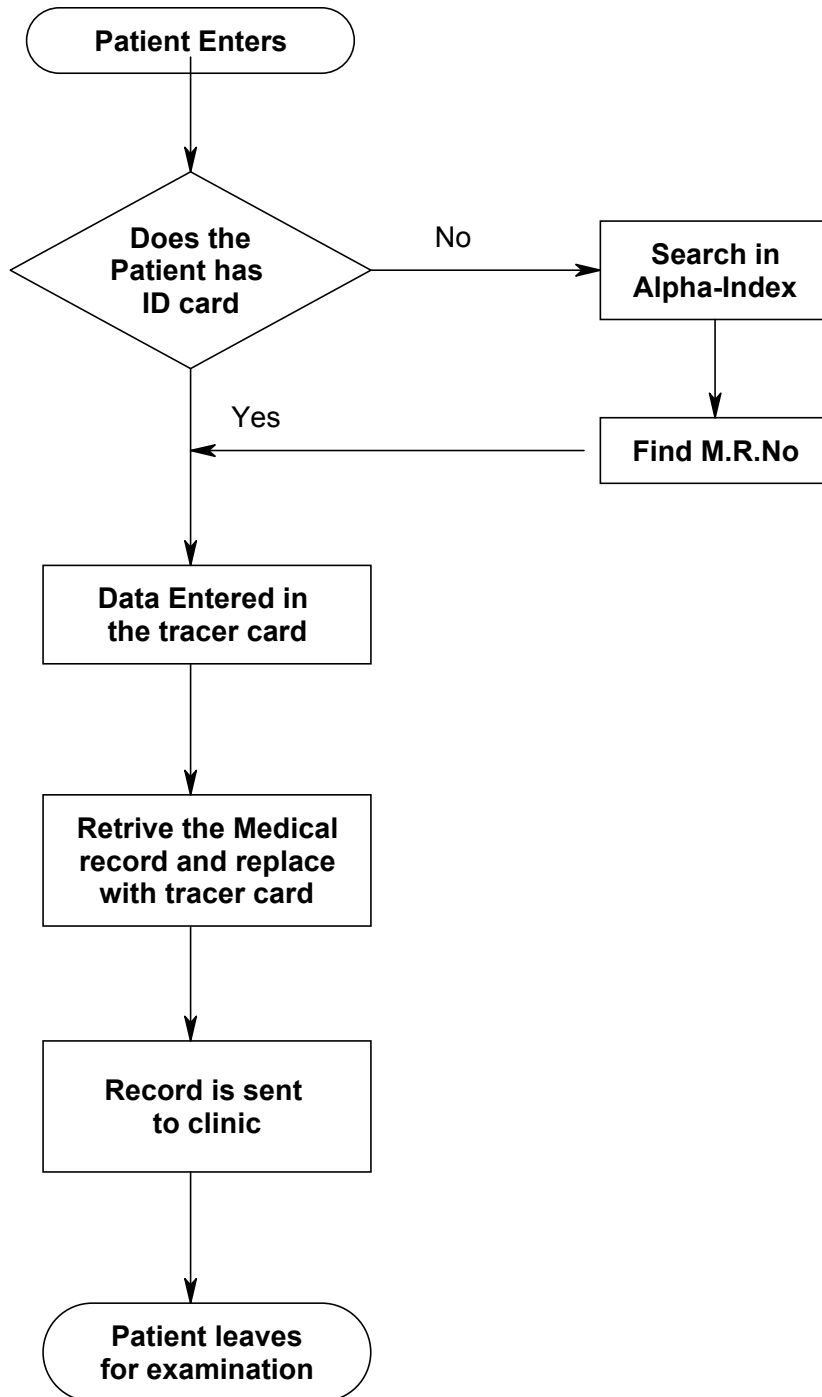 Patient Enters
Does the
Patient has
ID card
No
Search in
Alpha-Index
Yes
Find M.R.No
Data Entered in
the tracer card
Retrive the Medical
record and replace
with tracer card
Record is sent
to clinic
Patient leaves
for examination